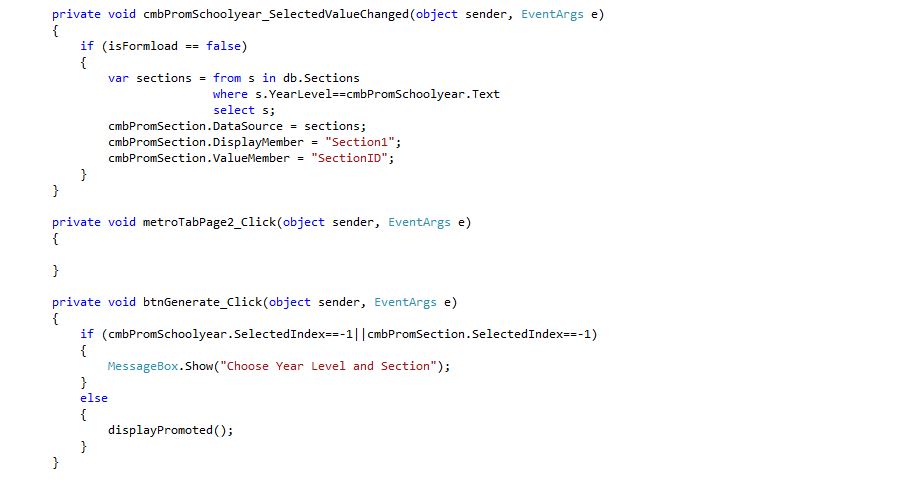 private void cmbPromSchoolyear_SelectedValueChanged(object sender, EventArgs e)
{
    if (isFormload == false)
    {
        var sections = from s in db.Sections
                       where s.YearLevel==cmbPromSchoolyear.Text
                       select s;
        cmbPromSection.DataSource = sections;
        cmbPromSection.DisplayMember = "Section1";
        cmbPromSection.ValueMember = "SectionID";
    }
}

private void metroTabPage2_Click(object sender, EventArgs e)
{

}

private void btnGenerate_Click(object sender, EventArgs e)
{
    if (cmbPromSchoolyear.SelectedIndex==-1||cmbPromSection.SelectedIndex==-1)
    {
        MessageBox.Show("Choose Year Level and Section");
    }
    else
    {
        displayPromoted();
    }
}